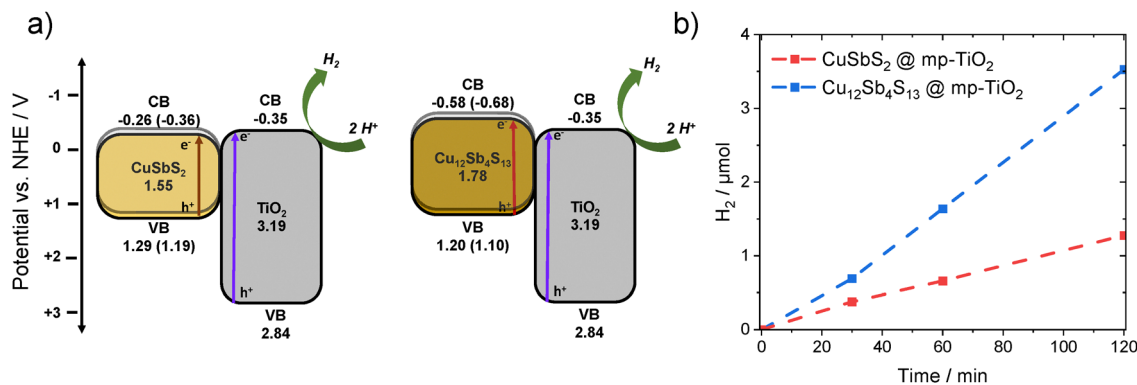 a)
Potential vs. NHE / V
-1
0
+1
+2
+3
CB
-0.26 (-0.36)
e-
CuSbS2
1.55
h+
VB
1.29 (1.19)
CB
-0.35
e-
TiO2
3.19
h+
VB
2.84
H2
2 H+
CB
-0.58 (-0.68)
e-
Cu12Sb4S13
1.78
h+
VB
1.20 (1.10)
CB
-0.35
e-
TiO2
3.19
h+
VB
2.84
H2
2 H+
b)
CuSbS2 @ mp-TiO2
Cu12Sb4S13 @ mp-TiO2
H2 / µmol
4
3
2
1
0
0 20 40 60 80 100 120
Time / min